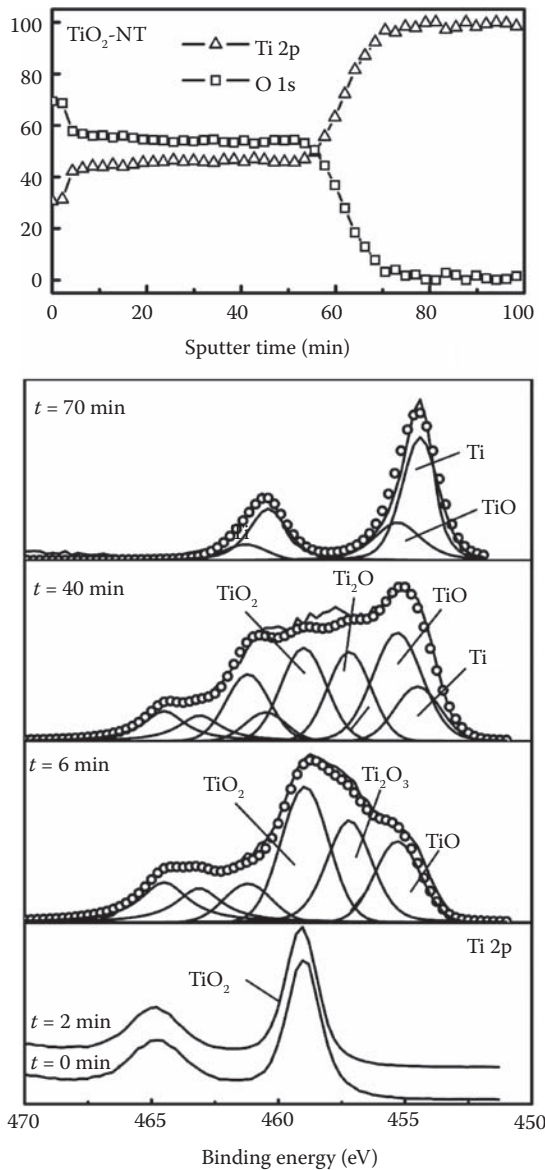 100
80
60
40
20
0
TiO₂-NT
Ti 2p
O 1s
0 20 40 60 80 100
Sputter time (min)
t = 70 min
Ti
TiO
Ti
t = 40 min
TiO₂
Ti₂O
TiO
Ti
t = 6 min
TiO₂
Ti₂O₃
TiO
Ti 2p
TiO₂
t = 2 min
t = 0 min
470 465 460 455 450
Binding energy (eV)